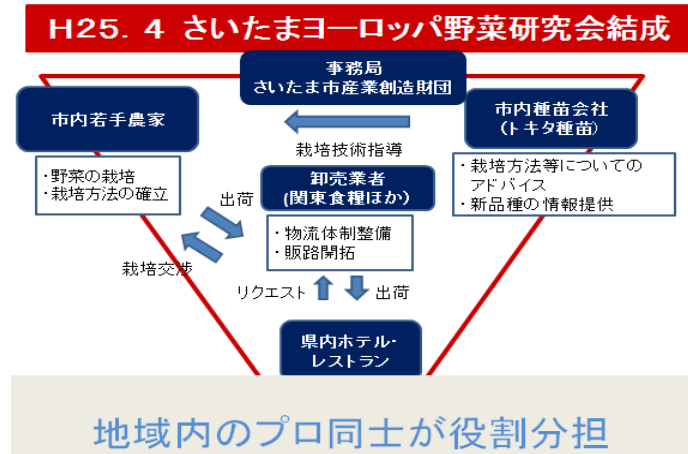 H25. 4 さいたまヨーロッパ野菜研究会結成
事務局
さいたま市産業創造財団
市内若手農家
市内種苗会社
(トキタ種苗)
栽培技術指導
・野菜の栽培
・栽培方法の確立
・栽培方法等についての
アドバイス
・新品種の情報提供
卸売業者
(関東食糧ほか)
出荷
・物流体制整備
・販路開拓
栽培交渉
リクエスト
出荷
県内ホテル・
レストラン
地域内のプロ同士が役割分担